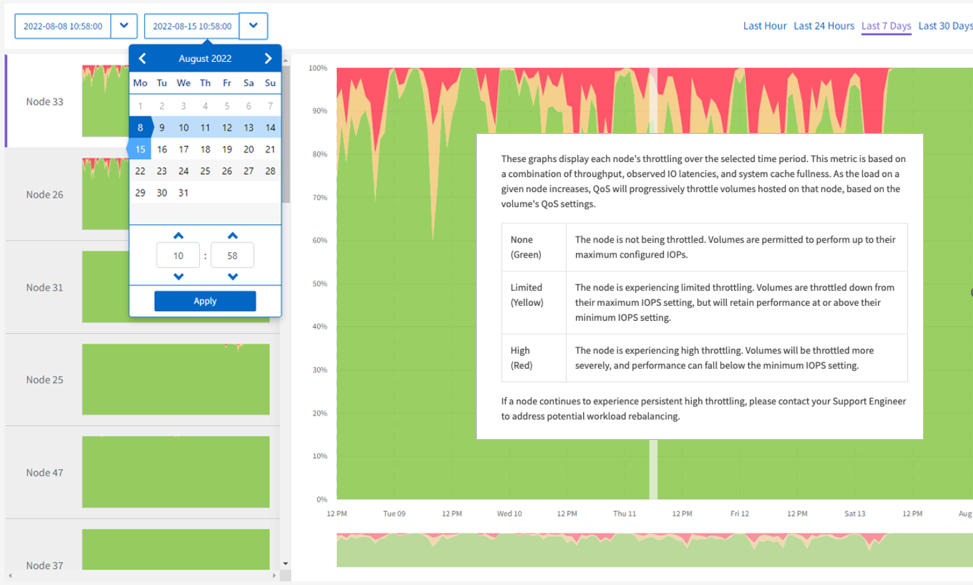 2022-08-08 10:58:00
2022-08-15 10:58:00
Last Hour Last 24 Hours Last 7 Days Last 30 Days
August 2022
Mo Tu We Th Fr Sa Su
1 2 3 4 5 6 7
8 9 10 11 12 13 14
15 16 17 18 19 20 21
22 23 24 25 26 27 28
29 30 31
10 : 58
Apply
Node 33
Node 26
Node 31
Node 25
Node 47
Node 37
100%
90%
80%
70%
60%
50%
40%
30%
20%
10%
0%
12 PM Tue 09 12 PM Wed 10 12 PM Thu 11 12 PM Fri 12 12 PM Sat 13 12 PM Aug
These graphs display each node's throttling over the selected time period. This metric is based on
a combination of throughput, observed IO latencies, and system cache fullness. As the load on a
given node increases, QoS will progressively throttle volumes hosted on that node, based on the
volume's QoS settings.
None
(Green)
The node is not being throttled. Volumes are permitted to perform up to their
maximum configured IOPs.
Limited
(Yellow)
The node is experiencing limited throttling. Volumes are throttled down from
their maximum IOPS setting, but will retain performance at or above their
minimum IOPS setting.
High
(Red)
The node is experiencing high throttling. Volumes will be throttled more
severely, and performance can fall below the minimum IOPS setting.
If a node continues to experience persistent high throttling, please contact your Support Engineer
to address potential workload rebalancing.